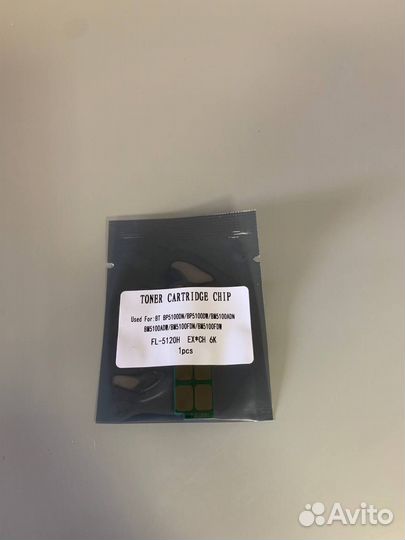 TONER CARTRIDGE CHIP
Used For:BT BP5100DN/BP5100DW/BM5100ADN
BM5100ADW/BM5100FDN/BM5100FDW
FL-5120H EX*CH 6K
1pcs
Avito